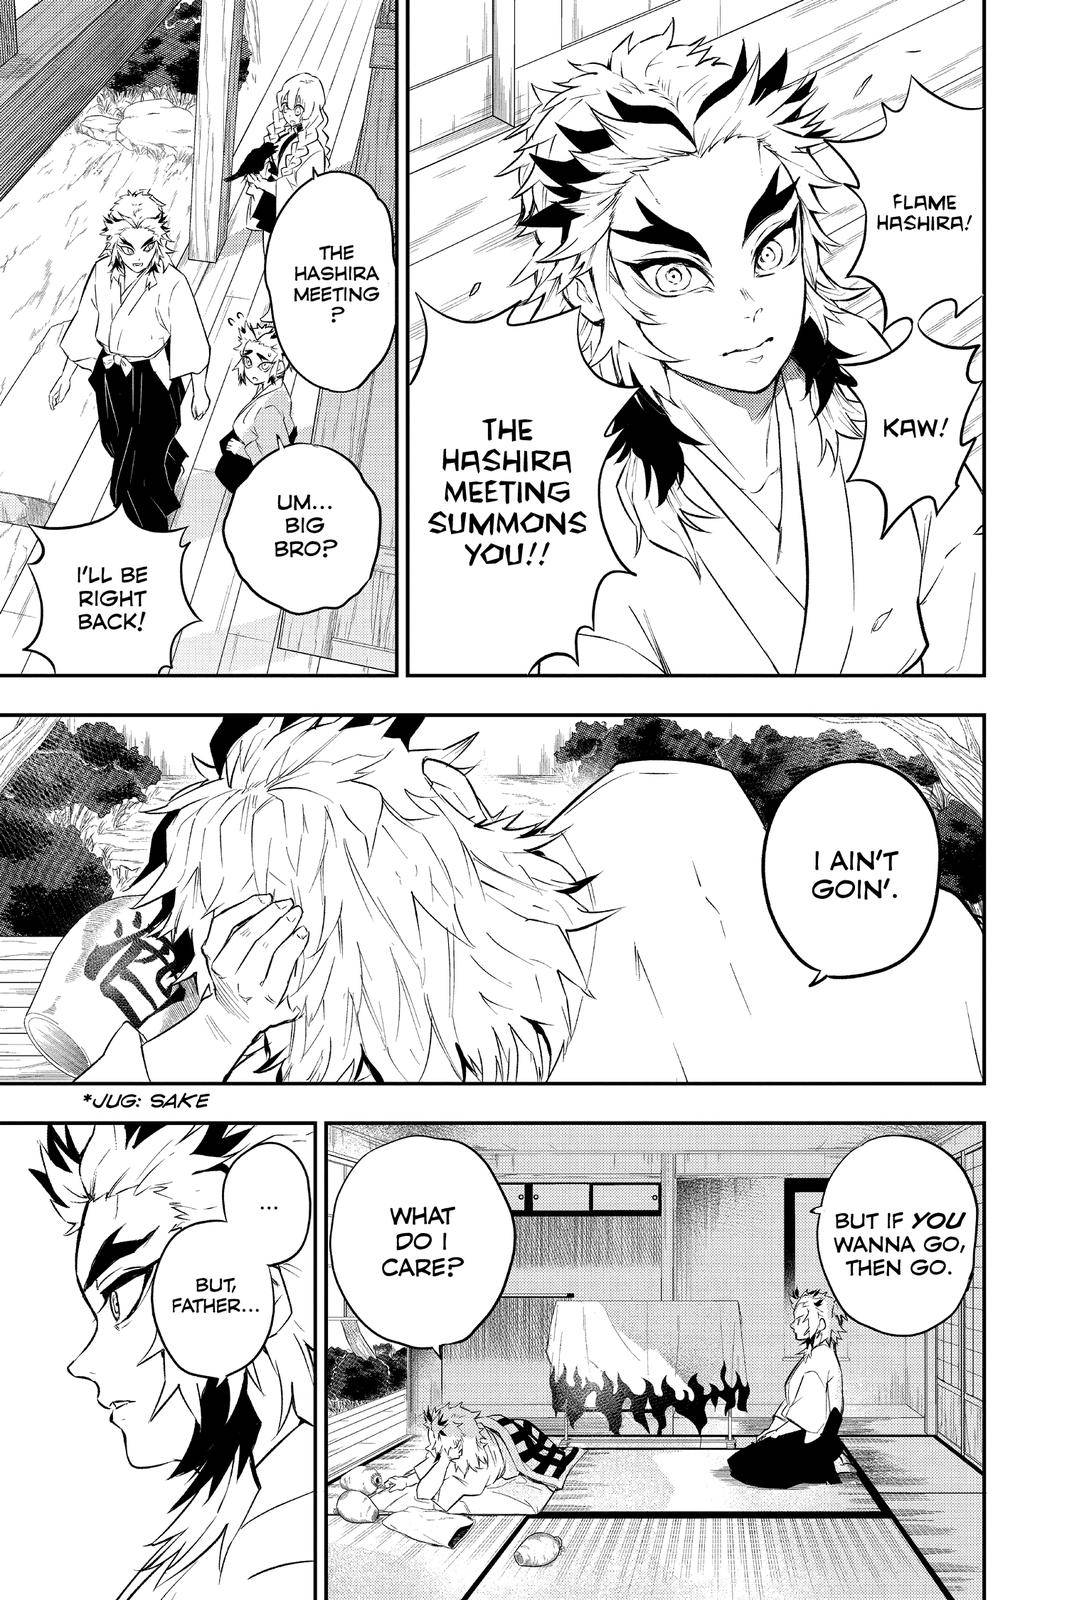 FLAME
HASHIRA!
KAW!
THE
HASHIRA
MEETING
SUMMONS
YOU!!
THE
HASHIRA
MEETING
?
UM...
BIG
BRO?
I'LL BE
RIGHT
BACK!
I AIN'T
GOIN'.
酒
*JUG: SAKE
BUT IF YOU
WANNA GO,
THEN GO.
WHAT
DO I
CARE?
...
BUT,
FATHER...